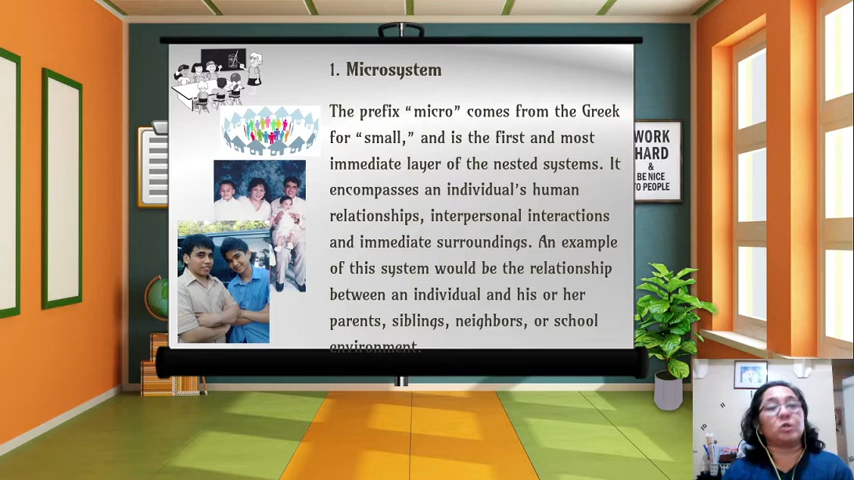 1. Microsystem
The prefix “micro” comes from the Greek
for “small,” and is the first and most
immediate layer of the nested systems. It
encompasses an individual’s human
relationships, interpersonal interactions
and immediate surroundings. An example
of this system would be the relationship
between an individual and his or her
parents, siblings, neighbors, or school
environment.
WORK
HARD
&
BE NICE
TO PEOPLE